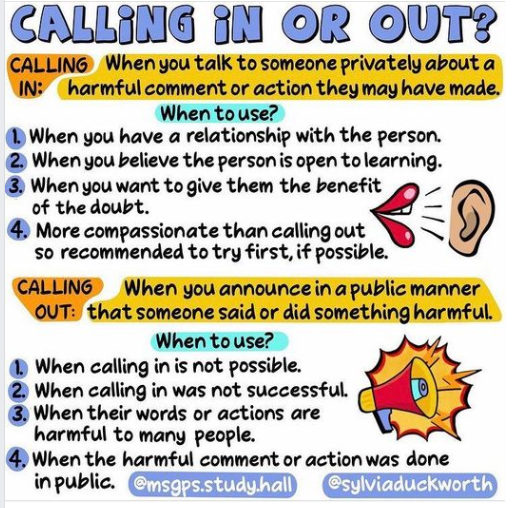 CALLiNG iN OR OUT?
CALLING IN: When you talk to someone privately about a
harmful comment or action they may have made.
When to use?
1. When you have a relationship with the person.
2. When you believe the person is open to learning.
3. When you want to give them the benefit
of the doubt.
4. More compassionate than calling out
so recommended to try first, if possible.
CALLING OUT: When you announce in a public manner
that someone said or did something harmful.
When to use?
1. When calling in is not possible.
2. When calling in was not successful.
3. When their words or actions are
harmful to many people.
4. When the harmful comment or action was done
in public. @msgps.study.hall @sylviaduckworth